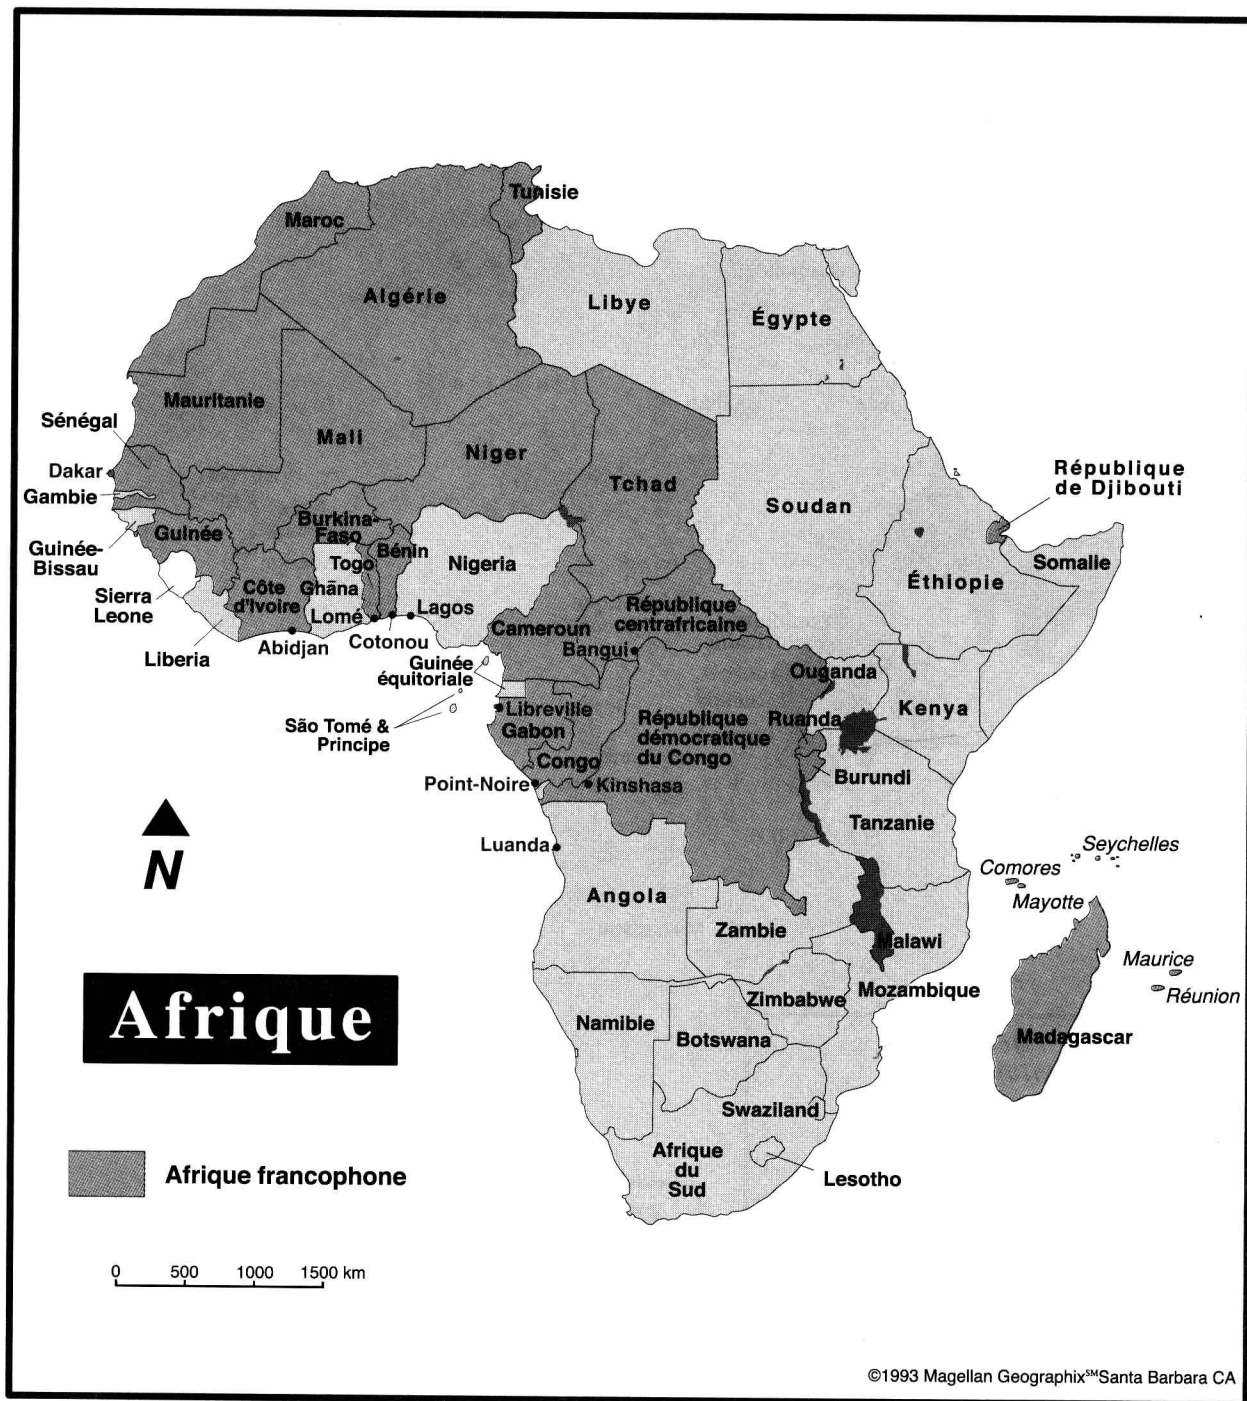 Tunisie
Maroc
Algérie
Libye
Égypte
Mauritanie
Sénégal
Mali
Niger
Tchad
Soudan
Dakar
Gambie
République
de Djibouti
Guinée
Burkina-
Faso
Guinée-
Bissau
Togo
Bénin
Nigeria
Somalie
Éthiopie
Sierra
Leone
Côte
d'Ivoire
Ghāna
Lomé
Lagos
République
centrafricaine
Cameroun
Cotonou
Abidjan
Liberia
Bangui
Guinée
équitoriale
Ouganda
Kenya
Libreville
Gabon
Ruanda
São Tomé &
Principe
République
démocratique
du Congo
Congo
Point-Noire
Kinshasa
Burundi
Tanzanie
Luanda
Seychelles
Comores
Mayotte
N
Angola
Zambie
Malawi
Mozambique
Maurice
Réunion
Zimbabwe
Namibie
Botswana
Madagascar
Afrique
Swaziland
Afrique
du
Sud
Lesotho
Afrique francophone
0 500 1000 1500 km
©1993 Magellan Geographix℠Santa Barbara CA